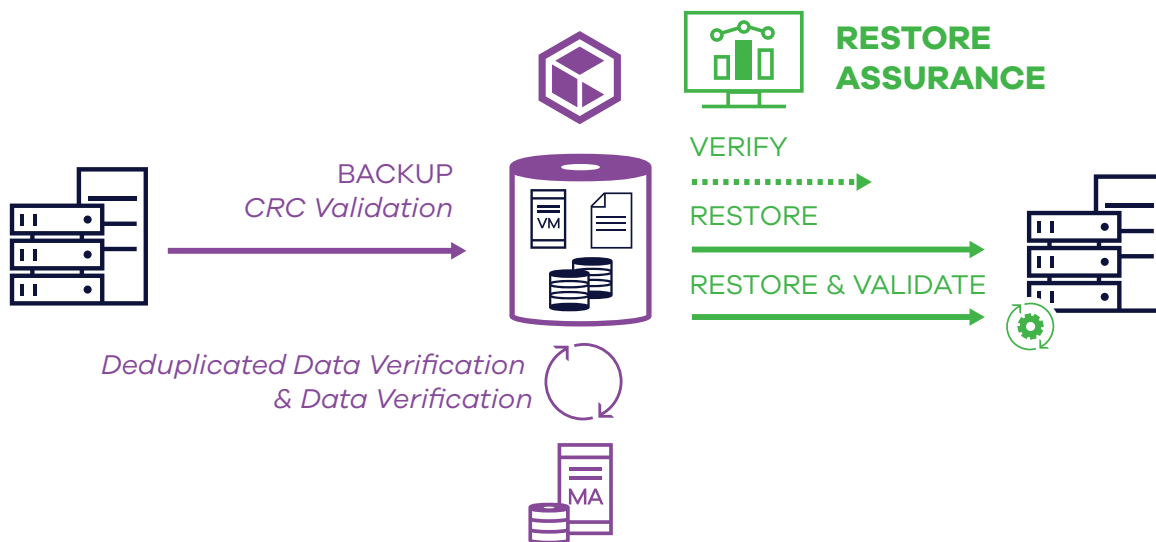 RESTORE
ASSURANCE
BACKUP
CRC Validation
VM
VERIFY
RESTORE
RESTORE & VALIDATE
Deduplicated Data Verification
& Data Verification
MA